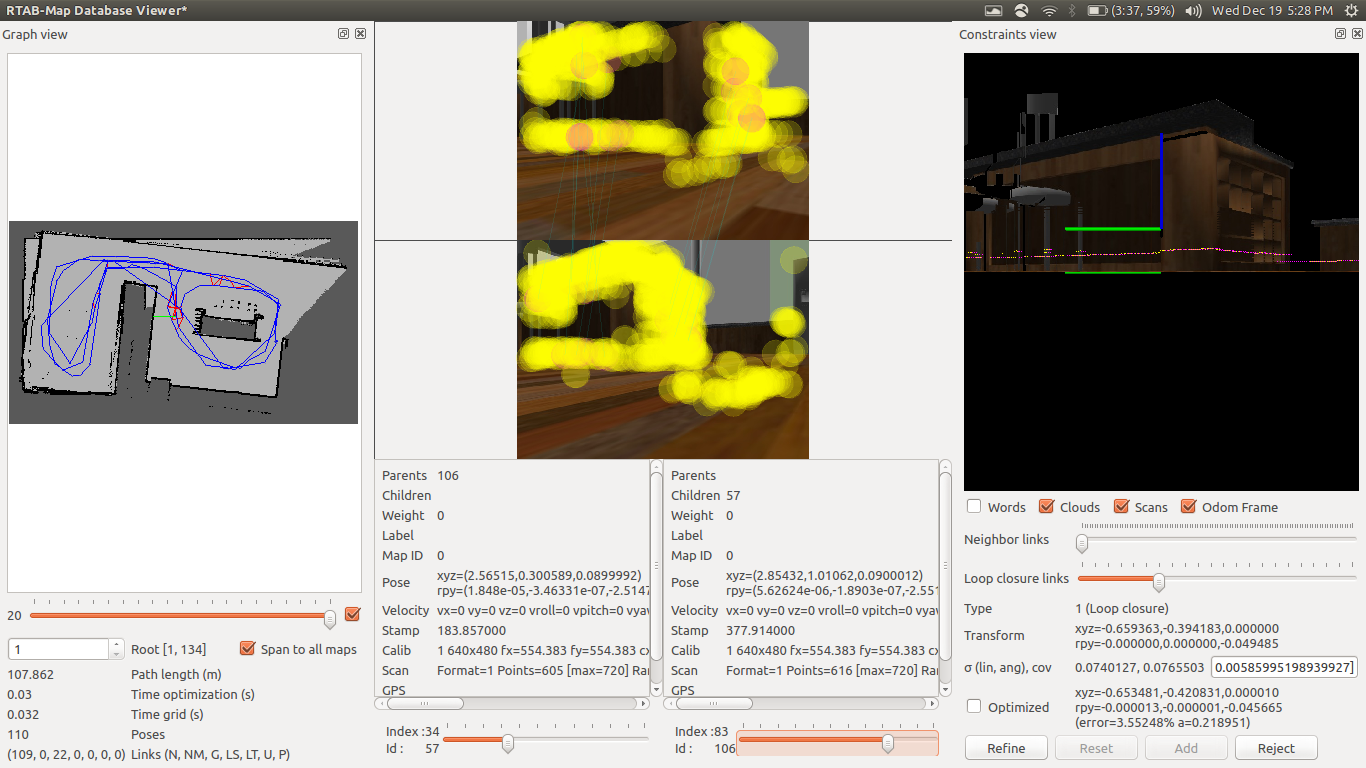 RTAB-Map Database Viewer*
(3:37, 59%) Wed Dec 19 5:28 PM
Graph view
20
1 Root [1, 134] Span to all maps
107.862 Path length (m)
0.03 Time optimization (s)
0.032 Time grid (s)
110 Poses
(109, 0, 22, 0, 0, 0, 0) Links (N, NM, G, LS, LT, U, P)
Parents 106
Children
Weight 0
Label
Map ID 0
Pose xyz=(2.56515,0.300589,0.0899992)
rpy=(1.848e-05,-3.46331e-07,-2.5147
Velocity vx=0 vy=0 vz=0 vroll=0 vpitch=0 vyaw
Stamp 183.857000
Calib 1 640x480 fx=554.383 fy=554.383 cx
Scan Format=1 Points=605 [max=720] Ran
GPS
Index :34
Id : 57
Parents
Children 57
Weight 0
Label
Map ID 0
Pose xyz=(2.85432,1.01062,0.0900012)
rpy=(5.62624e-06,-1.8903e-07,-2.551
Velocity vx=0 vy=0 vz=0 vroll=0 vpitch=0 vyaw
Stamp 377.914000
Calib 1 640x480 fx=554.383 fy=554.383 cx
Scan Format=1 Points=616 [max=720] Ran
GPS
Index :83
Id : 106
Constraints view
Words Clouds Scans Odom Frame
Neighbor links
Loop closure links
Type 1 (Loop closure)
Transform xyz=-0.659363,-0.394183,0.000000
rpy=-0.000000,0.000000,-0.049485
σ (lin, ang), cov 0.0740127, 0.0765503 0.00585995198939927]
Optimized xyz=-0.653481,-0.420831,0.000010
rpy=-0.000013,-0.000001,-0.045665
(error=3.55248% a=0.218951)
Refine Reset Add Reject